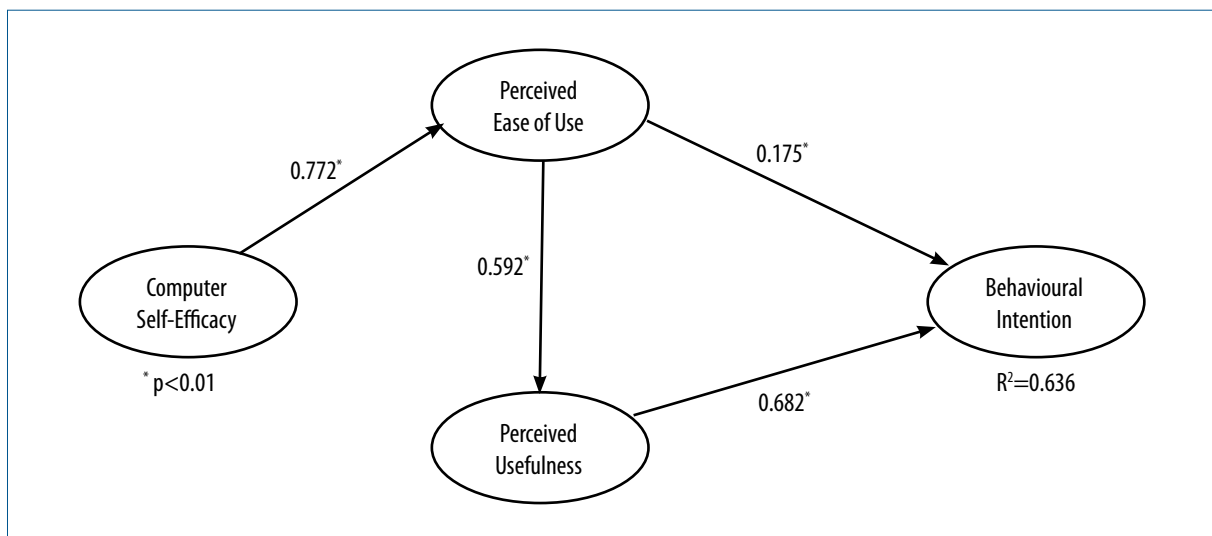 Perceived
Ease of Use
0.772*
0.175*
0.592*
Computer
Self-Efficacy
* p<0.01
Behavioural
Intention
R²=0.636
0.682*
Perceived
Usefulness